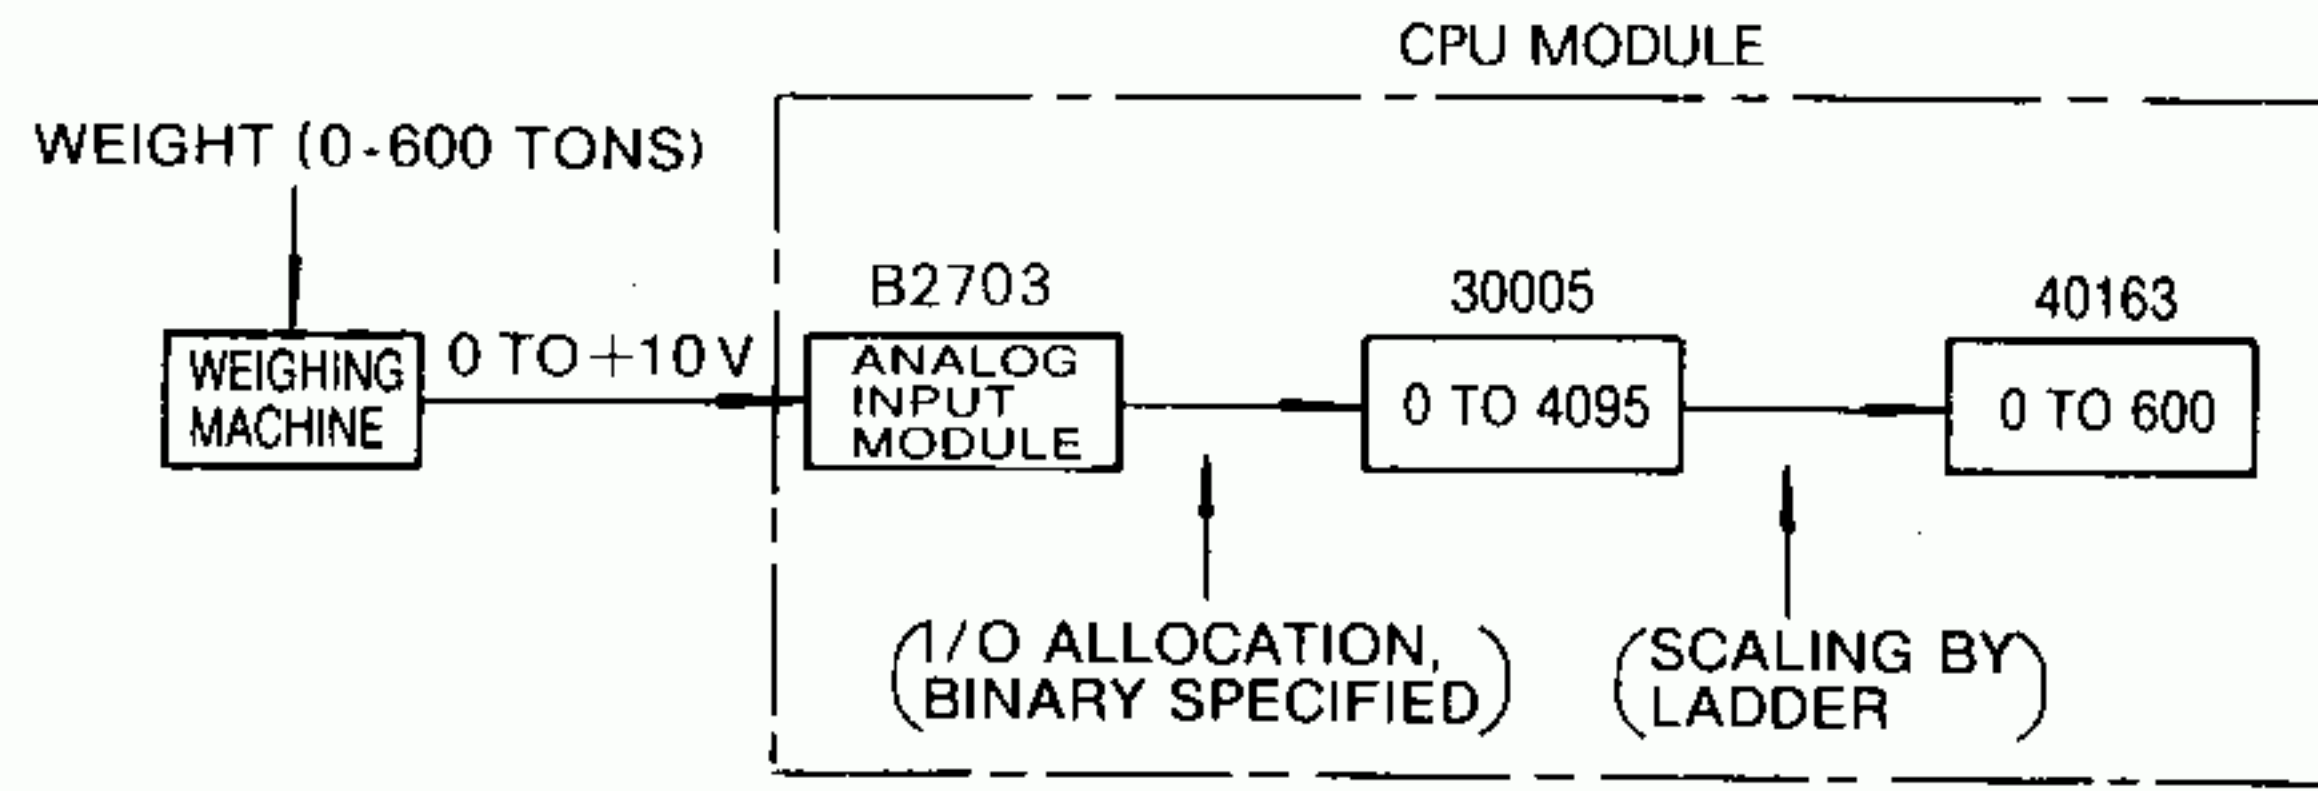 CPU MODULE
WEIGHT (0-600 TONS)
B2703
30005
40163
WEIGHING
MACHINE
0 TO +10 V
ANALOG
INPUT
MODULE
0 TO 4095
0 TO 600
(I/O ALLOCATION,
BINARY SPECIFIED)
(SCALING BY
LADDER)